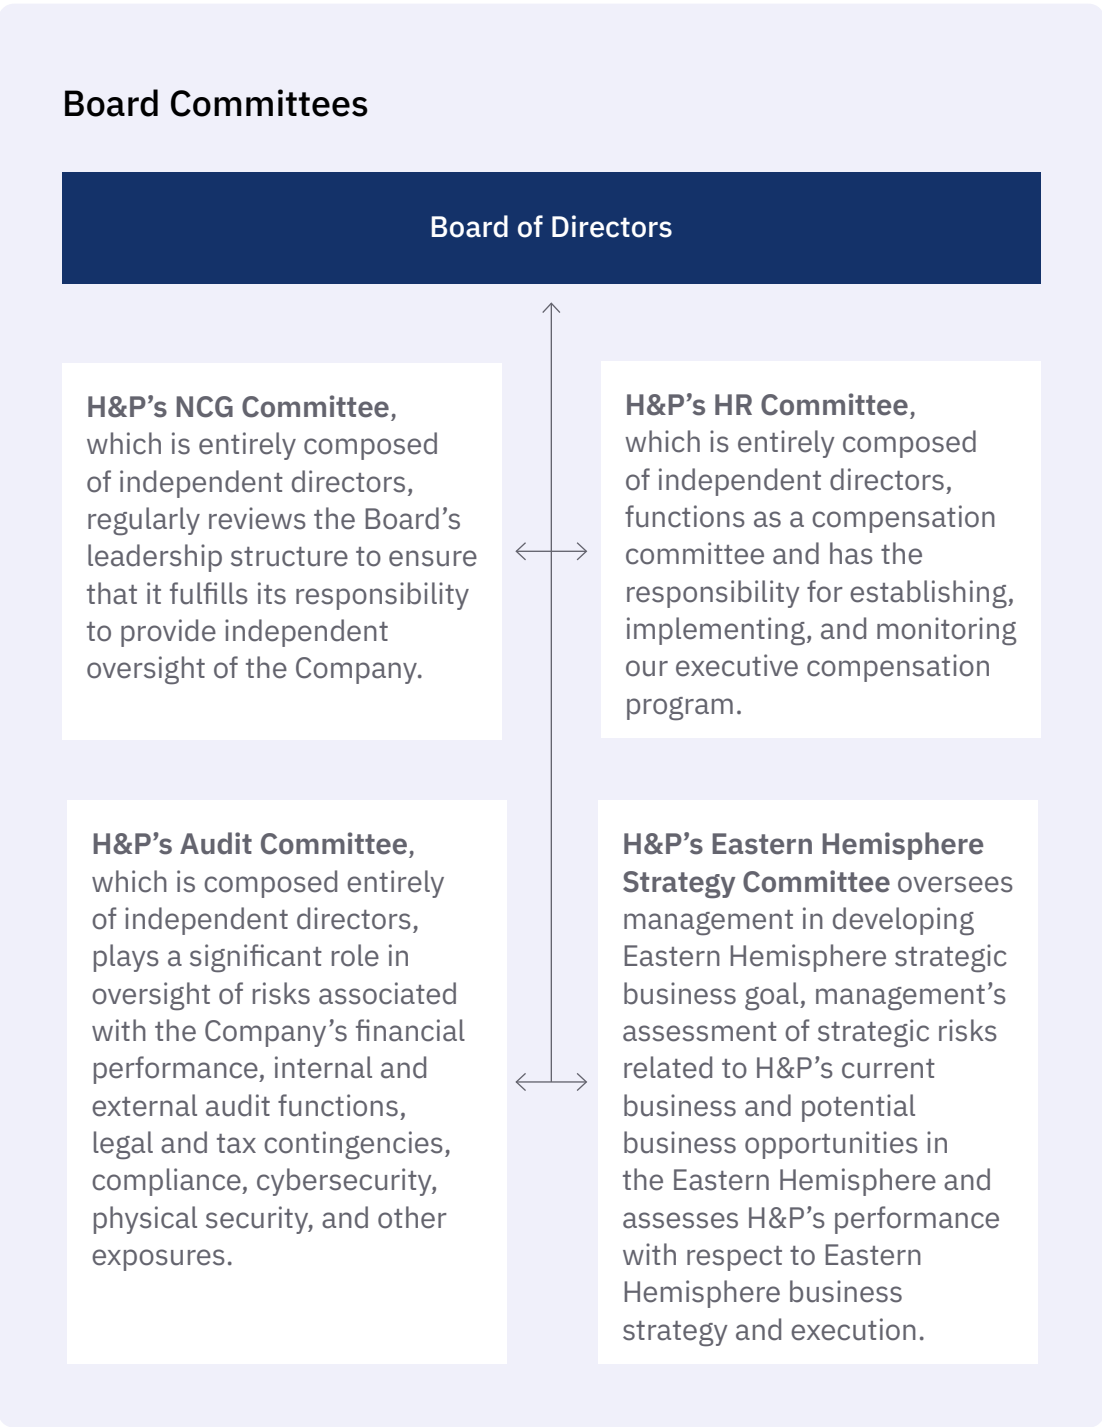 Board Committees
Board of Directors
H&P’s NCG Committee,
which is entirely composed
of independent directors,
regularly reviews the Board’s
leadership structure to ensure
that it fulfills its responsibility
to provide independent
oversight of the Company.
H&P’s HR Committee,
which is entirely composed
of independent directors,
functions as a compensation
committee and has the
responsibility for establishing,
implementing, and monitoring
our executive compensation
program.
H&P’s Audit Committee,
which is composed entirely
of independent directors,
plays a significant role in
oversight of risks associated
with the Company’s financial
performance, internal and
external audit functions,
legal and tax contingencies,
compliance, cybersecurity,
physical security, and other
exposures.
H&P’s Eastern Hemisphere
Strategy Committee oversees
management in developing
Eastern Hemisphere strategic
business goal, management’s
assessment of strategic risks
related to H&P’s current
business and potential
business opportunities in
the Eastern Hemisphere and
assesses H&P’s performance
with respect to Eastern
Hemisphere business
strategy and execution.